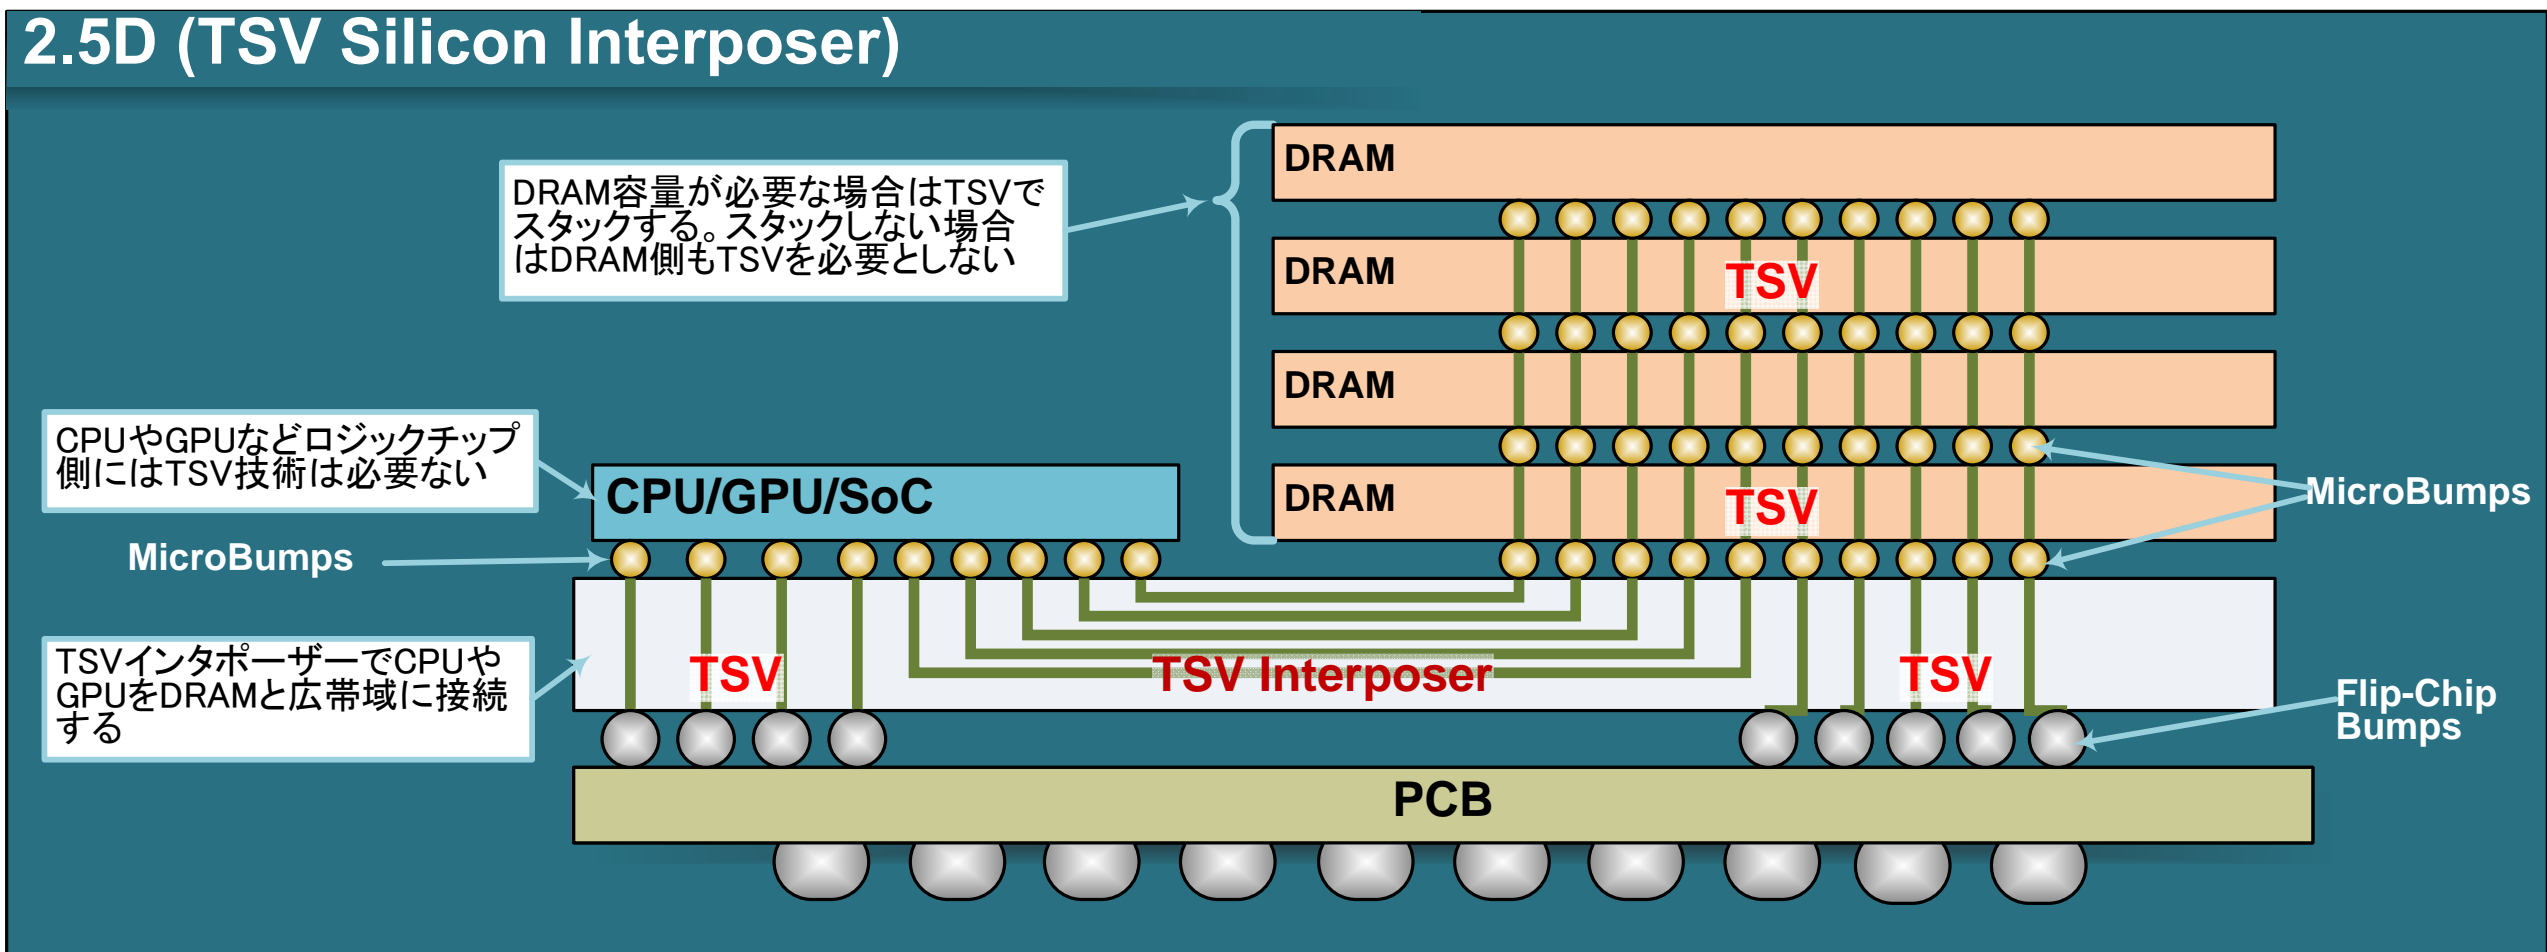 2.5D (TSV Silicon Interposer)
DRAM容量が必要な場合はTSVで
スタックする。スタックしない場合
はDRAM側もTSVを必要としない
DRAM
DRAM
TSV
DRAM
DRAM
TSV
CPUやGPUなどロジックチップ
側にはTSV技術は必要ない
CPU/GPU/SoC
MicroBumps
MicroBumps
TSVインタポーザーでCPUや
GPUをDRAMと広帯域に接続
する
TSV
TSV Interposer
TSV
Flip-Chip
Bumps
PCB